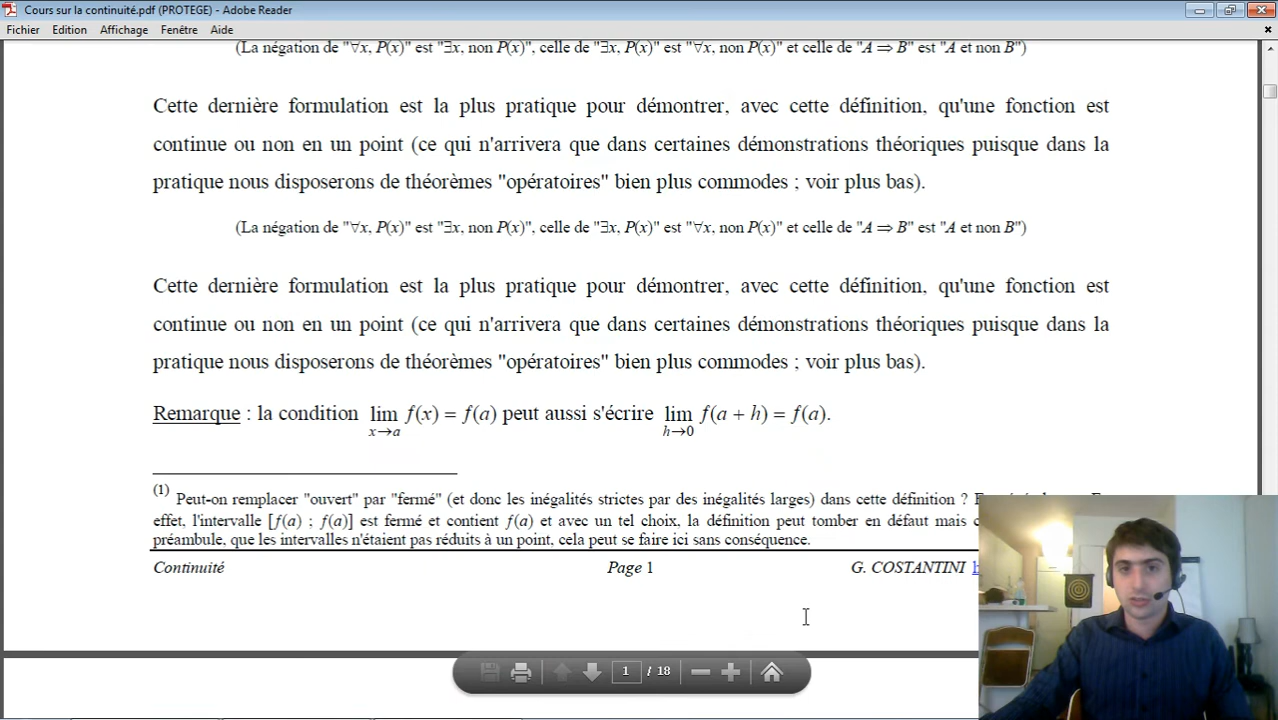 Cours sur la continuité.pdf (PROTEGE) - Adobe Reader
Fichier Edition Affichage Fenêtre Aide
(La négation de "∀x, P(x)" est "∃x, non P(x)", celle de "∃x, P(x)" est "∀x, non P(x)" et celle de "A ⇒ B" est "A et non B")
Cette dernière formulation est la plus pratique pour démontrer, avec cette définition, qu'une fonction est
continue ou non en un point (ce qui n'arrivera que dans certaines démonstrations théoriques puisque dans la
pratique nous disposerons de théorèmes "opératoires" bien plus commodes ; voir plus bas).
(La négation de "∀x, P(x)" est "∃x, non P(x)", celle de "∃x, P(x)" est "∀x, non P(x)" et celle de "A ⇒ B" est "A et non B")
Cette dernière formulation est la plus pratique pour démontrer, avec cette définition, qu'une fonction est
continue ou non en un point (ce qui n'arrivera que dans certaines démonstrations théoriques puisque dans la
pratique nous disposerons de théorèmes "opératoires" bien plus commodes ; voir plus bas).
Remarque : la condition lim f(x) = f(a) peut aussi s'écrire lim f(a + h) = f(a).
x→a h→0
(1) Peut-on remplacer "ouvert" par "fermé" (et donc les inégalités strictes par des inégalités larges) dans cette définition ?
effet, l'intervalle [f(a) ; f(a)] est fermé et contient f(a) et avec un tel choix, la définition peut tomber en défaut mais
préambule, que les intervalles n'étaient pas réduits à un point, cela peut se faire ici sans conséquence.
Continuité Page 1 G. COSTANTINI
1 / 18